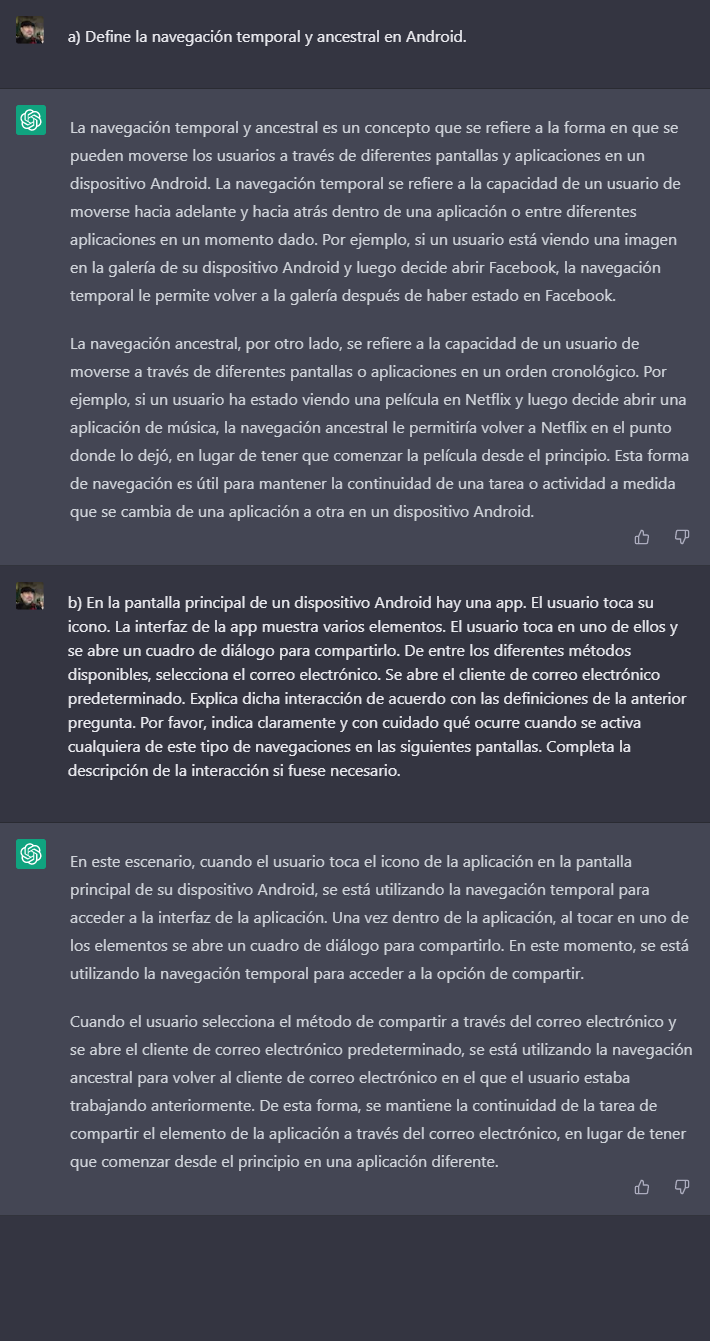 a) Define la navegación temporal y ancestral en Android.
La navegación temporal y ancestral es un concepto que se refiere a la forma en que se
pueden moverse los usuarios a través de diferentes pantallas y aplicaciones en un
dispositivo Android. La navegación temporal se refiere a la capacidad de un usuario de
moverse hacia adelante y hacia atrás dentro de una aplicación o entre diferentes
aplicaciones en un momento dado. Por ejemplo, si un usuario está viendo una imagen
en la galería de su dispositivo Android y luego decide abrir Facebook, la navegación
temporal le permite volver a la galería después de haber estado en Facebook.
La navegación ancestral, por otro lado, se refiere a la capacidad de un usuario de
moverse a través de diferentes pantallas o aplicaciones en un orden cronológico. Por
ejemplo, si un usuario ha estado viendo una película en Netflix y luego decide abrir una
aplicación de música, la navegación ancestral le permitiría volver a Netflix en el punto
donde lo dejó, en lugar de tener que comenzar la película desde el principio. Esta forma
de navegación es útil para mantener la continuidad de una tarea o actividad a medida
que se cambia de una aplicación a otra en un dispositivo Android.
b) En la pantalla principal de un dispositivo Android hay una app. El usuario toca su
icono. La interfaz de la app muestra varios elementos. El usuario toca en uno de ellos y
se abre un cuadro de diálogo para compartirlo. De entre los diferentes métodos
disponibles, selecciona el correo electrónico. Se abre el cliente de correo electrónico
predeterminado. Explica dicha interacción de acuerdo con las definiciones de la anterior
pregunta. Por favor, indica claramente y con cuidado qué ocurre cuando se activa
cualquiera de este tipo de navegaciones en las siguientes pantallas. Completa la
descripción de la interacción si fuese necesario.
En este escenario, cuando el usuario toca el icono de la aplicación en la pantalla
principal de su dispositivo Android, se está utilizando la navegación temporal para
acceder a la interfaz de la aplicación. Una vez dentro de la aplicación, al tocar en uno de
los elementos se abre un cuadro de diálogo para compartirlo. En este momento, se está
utilizando la navegación temporal para acceder a la opción de compartir.
Cuando el usuario selecciona el método de compartir a través del correo electrónico y
se abre el cliente de correo electrónico predeterminado, se está utilizando la navegación
ancestral para volver al cliente de correo electrónico en el que el usuario estaba
trabajando anteriormente. De esta forma, se mantiene la continuidad de la tarea de
compartir el elemento de la aplicación a través del correo electrónico, en lugar de tener
que comenzar desde el principio en una aplicación diferente.